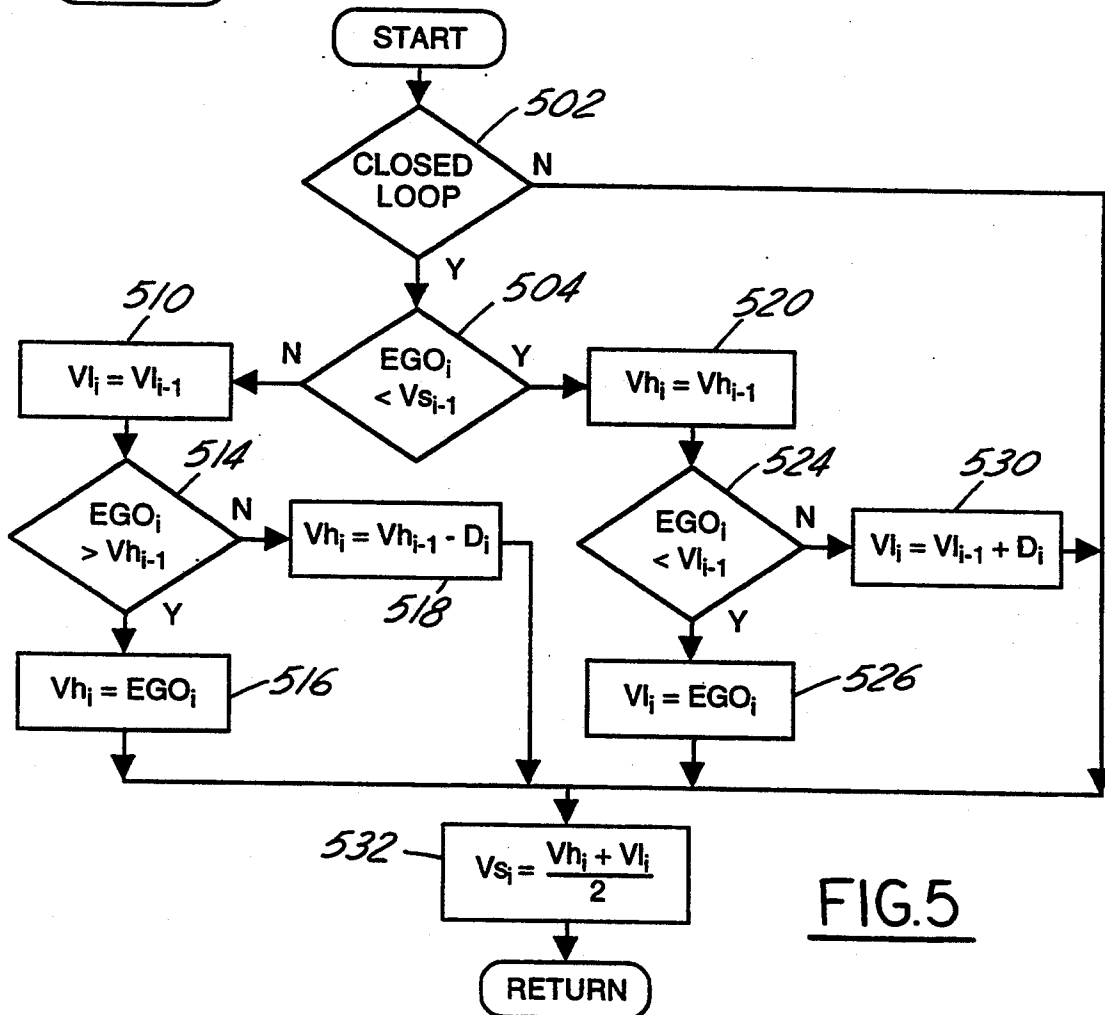 START
502
CLOSED
LOOP
N
Y
504
510
520
EGOᵢ
< Vsᵢ₋₁
N
Y
Vlᵢ = Vlᵢ₋₁
Vhᵢ = Vhᵢ₋₁
514
EGOᵢ
> Vhᵢ₋₁
N
Y
Vhᵢ = Vhᵢ₋₁ - Dᵢ
518
524
EGOᵢ
< Vlᵢ₋₁
N
Y
530
Vlᵢ = Vlᵢ₋₁ + Dᵢ
Vhᵢ = EGOᵢ
516
Vlᵢ = EGOᵢ
526
532
Vsᵢ = Vhᵢ + Vlᵢ
2
FIG.5
RETURN